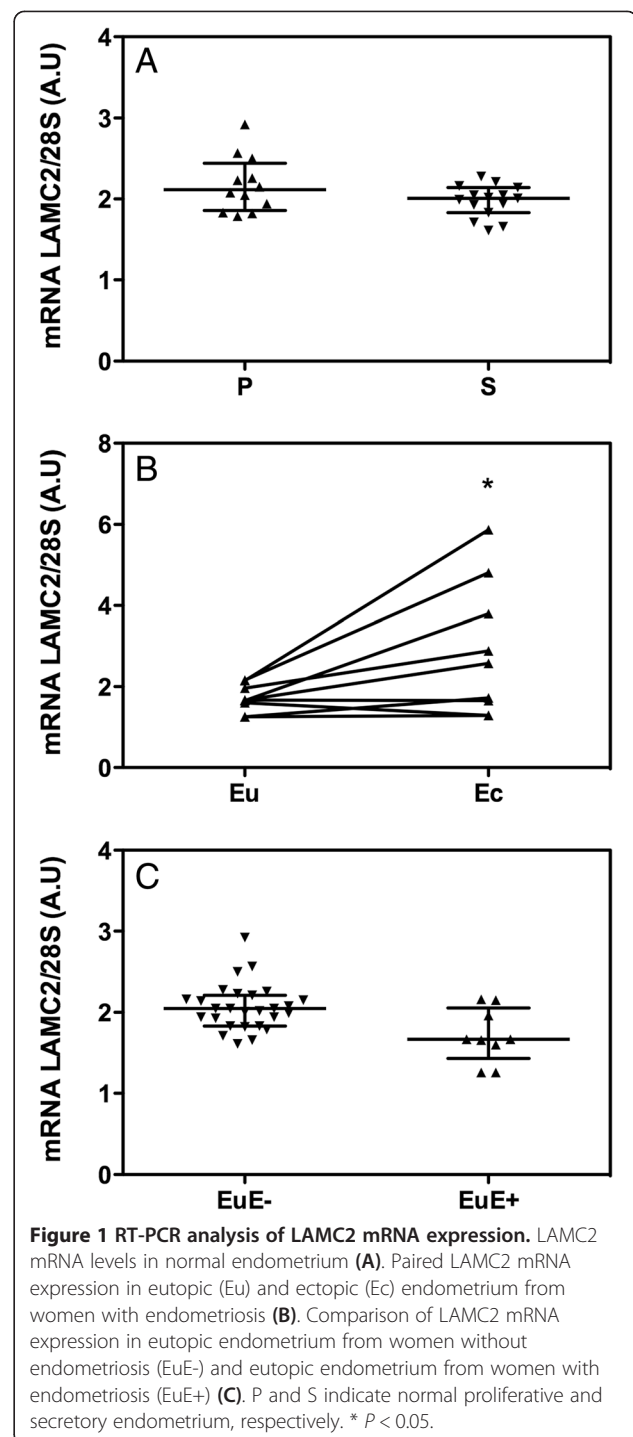 A
mRNA LAMC2/28S (A.U)
4
3
2
1
0
P
S
B
*
mRNA LAMC2/28S (A.U)
8
6
4
2
0
Eu
Ec
C
mRNA LAMC2/28S (A.U)
4
3
2
1
0
EuE-
EuE+
Figure 1 RT-PCR analysis of LAMC2 mRNA expression. LAMC2
mRNA levels in normal endometrium (A). Paired LAMC2 mRNA
expression in eutopic (Eu) and ectopic (Ec) endometrium from
women with endometriosis (B). Comparison of LAMC2 mRNA
expression in eutopic endometrium from women without
endometriosis (EuE-) and eutopic endometrium from women with
endometriosis (EuE+) (C). P and S indicate normal proliferative and
secretory endometrium, respectively. * P < 0.05.